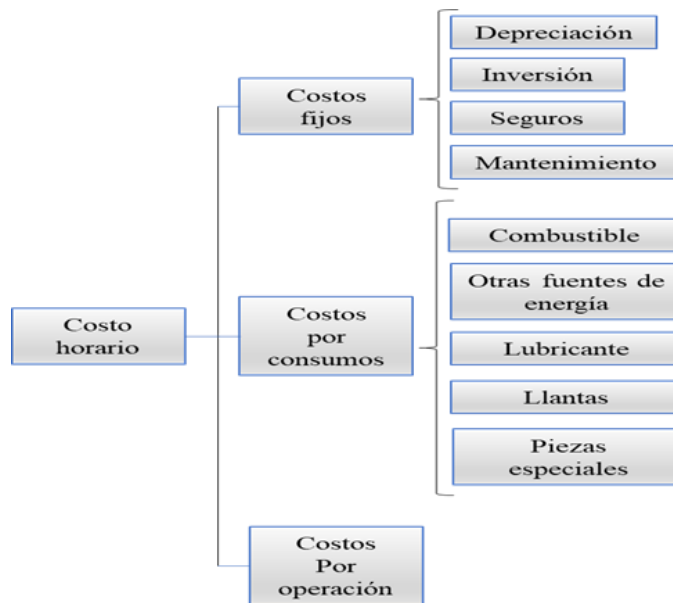 Costo
horario
Costos
fijos
Depreciación
Inversión
Seguros
Mantenimiento
Costos
por
consumos
Combustible
Otras fuentes de
energía
Lubricante
Llantas
Piezas
especiales
Costos
Por
operación